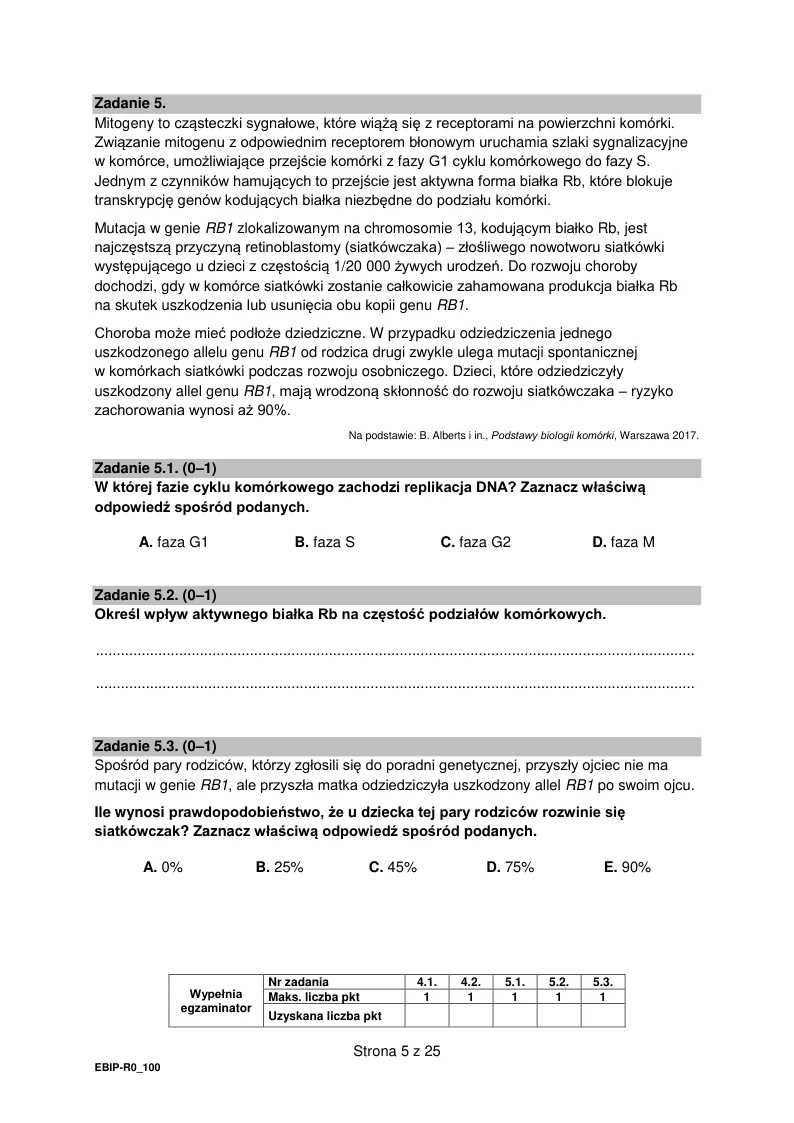 Zadanie 5.
Mitogeny to cząsteczki sygnałowe, które wiążą się z receptorami na powierzchni komórki.
Związanie mitogenu z odpowiednim receptorem błonowym uruchamia szlaki sygnalizacyjne
w komórce, umożliwiające przejście komórki z fazy G1 cyklu komórkowego do fazy S.
Jednym z czynników hamujących to przejście jest aktywna forma białka Rb, które blokuje
transkrypcję genów kodujących białka niezbędne do podziału komórki.
Mutacja w genie RB1 zlokalizowanym na chromosomie 13, kodującym białko Rb, jest
najczęstszą przyczyną retinoblastomy (siatkówczaka) – złośliwego nowotworu siatkówki
występującego u dzieci z częstością 1/20 000 żywych urodzeń. Do rozwoju choroby
dochodzi, gdy w komórce siatkówki zostanie całkowicie zahamowana produkcja białka Rb
na skutek uszkodzenia lub usunięcia obu kopii genu RB1.
Choroba może mieć podłoże dziedziczne. W przypadku odziedziczenia jednego
uszkodzonego allelu genu RB1 od rodzica drugi zwykle ulega mutacji spontanicznej
w komórkach siatkówki podczas rozwoju osobniczego. Dzieci, które odziedziczyły
uszkodzony allel genu RB1, mają wrodzoną skłonność do rozwoju siatkówczaka – ryzyko
zachorowania wynosi aż 90%.
Na podstawie: B. Alberts i in., Podstawy biologii komórki, Warszawa 2017.
Zadanie 5.1. (0–1)
W której fazie cyklu komórkowego zachodzi replikacja DNA? Zaznacz właściwą
odpowiedź spośród podanych.
A. faza G1 B. faza S C. faza G2 D. faza M
Zadanie 5.2. (0–1)
Określ wpływ aktywnego białka Rb na częstość podziałów komórkowych.
Zadanie 5.3. (0–1)
Spośród pary rodziców, którzy zgłosili się do poradni genetycznej, przyszły ojciec nie ma
mutacji w genie RB1, ale przyszła matka odziedziczyła uszkodzony allel RB1 po swoim ojcu.
Ile wynosi prawdopodobieństwo, że u dziecka tej pary rodziców rozwinie się
siatkówczak? Zaznacz właściwą odpowiedź spośród podanych.
A. 0% B. 25% C. 45% D. 75% E. 90%
Wypełnia egzaminator
Nr zadania 4.1. 4.2. 5.1. 5.2. 5.3.
Maks. liczba pkt 1 1 1 1 1
Uzyskana liczba pkt
Strona 5 z 25
EBIP-R0_100